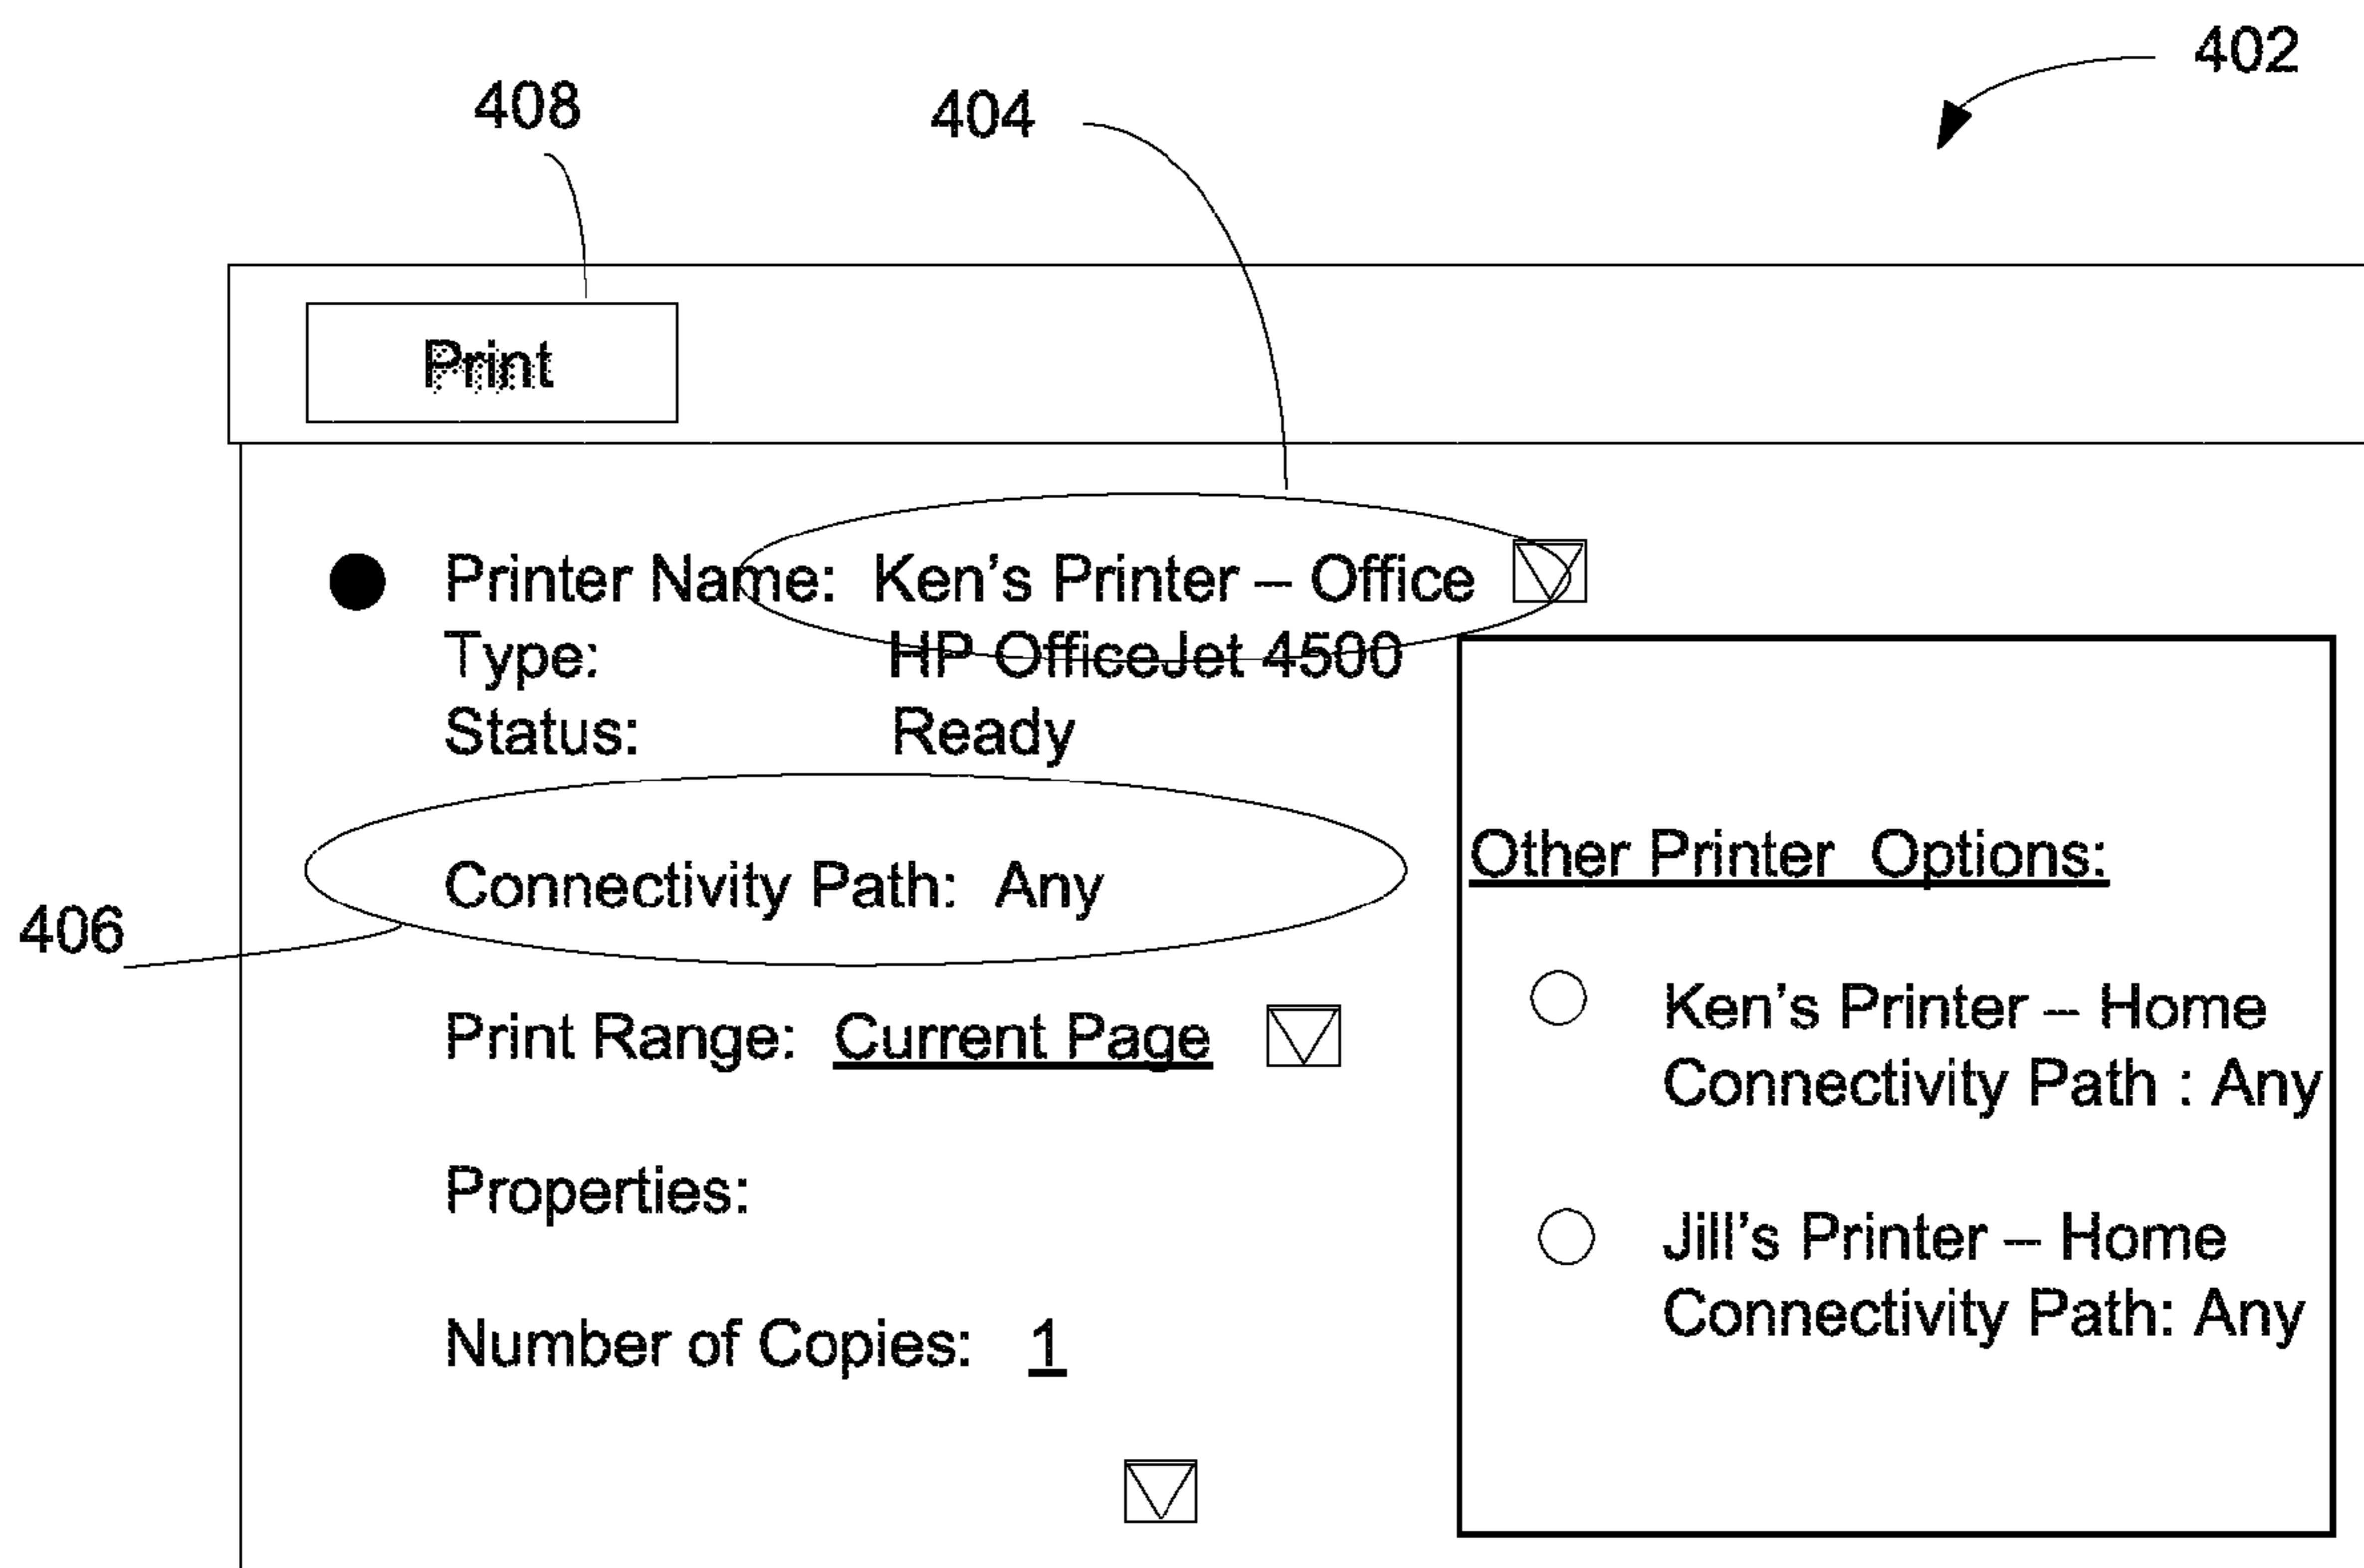 402
408
404
Print
Printer Name: Ken's Printer – Office
Type: HP OfficeJet 4500
Status: Ready
Connectivity Path: Any
406
Print Range: Current Page
Properties:
Number of Copies: 1
Other Printer Options:
Ken's Printer – Home
Connectivity Path : Any
Jill's Printer – Home
Connectivity Path: Any